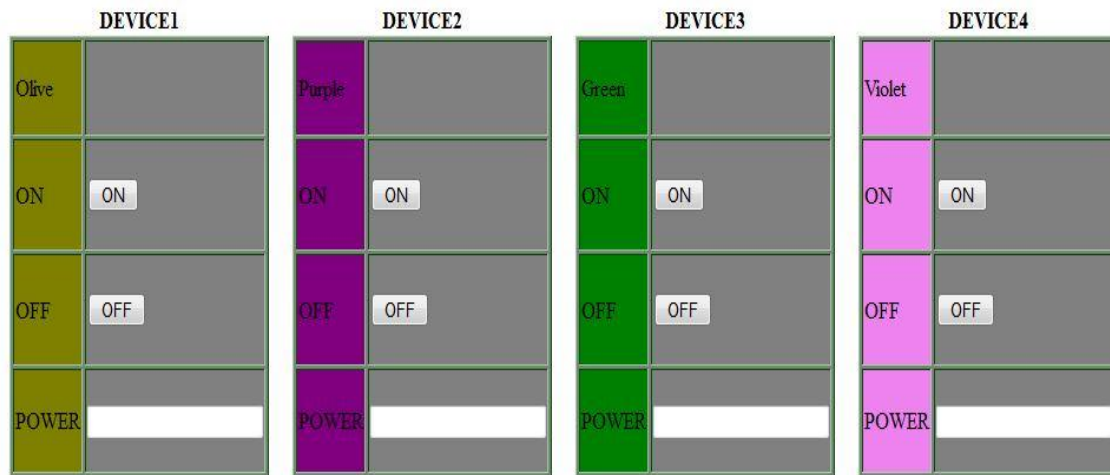 DEVICE1 DEVICE2 DEVICE3 DEVICE4
Olive Purple Green Violet
ON ON ON ON ON ON ON ON
OFF OFF OFF OFF OFF OFF OFF OFF
POWER POWER POWER POWER